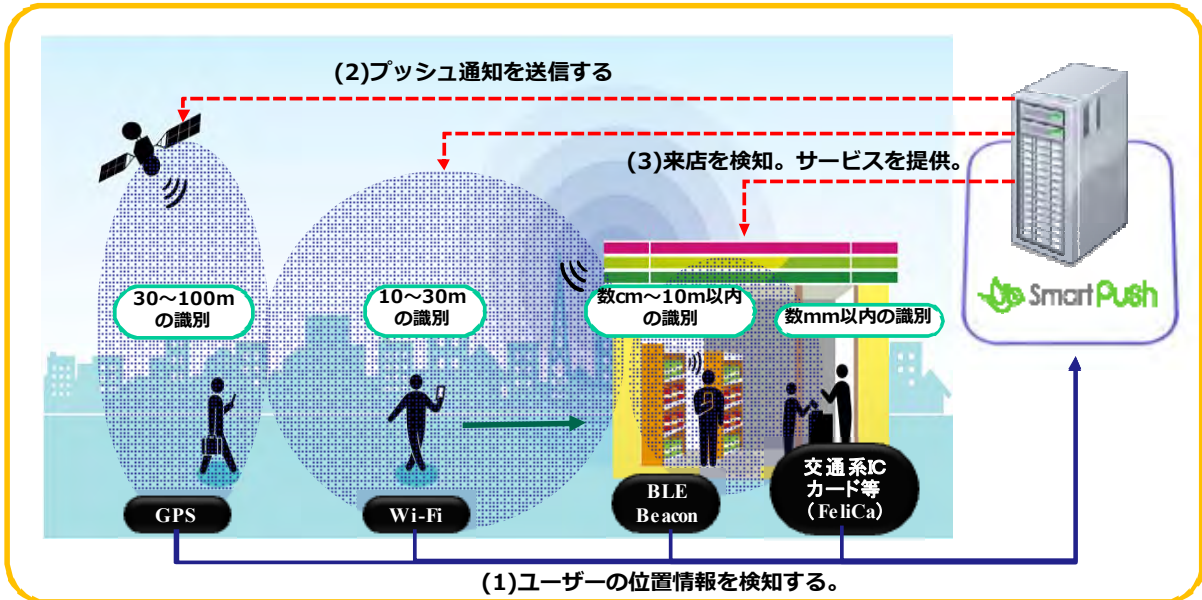 (2)プッシュ通知を送信する
(3)来店を検知。サービスを提供。
30～100m
の識別
10～30m
の識別
数cm～10m以内
の識別
数mm以内の識別
Smart Push
GPS
Wi-Fi
BLE
Beacon
交通系IC
カード等
(FeliCa)
(1)ユーザーの位置情報を検知する。